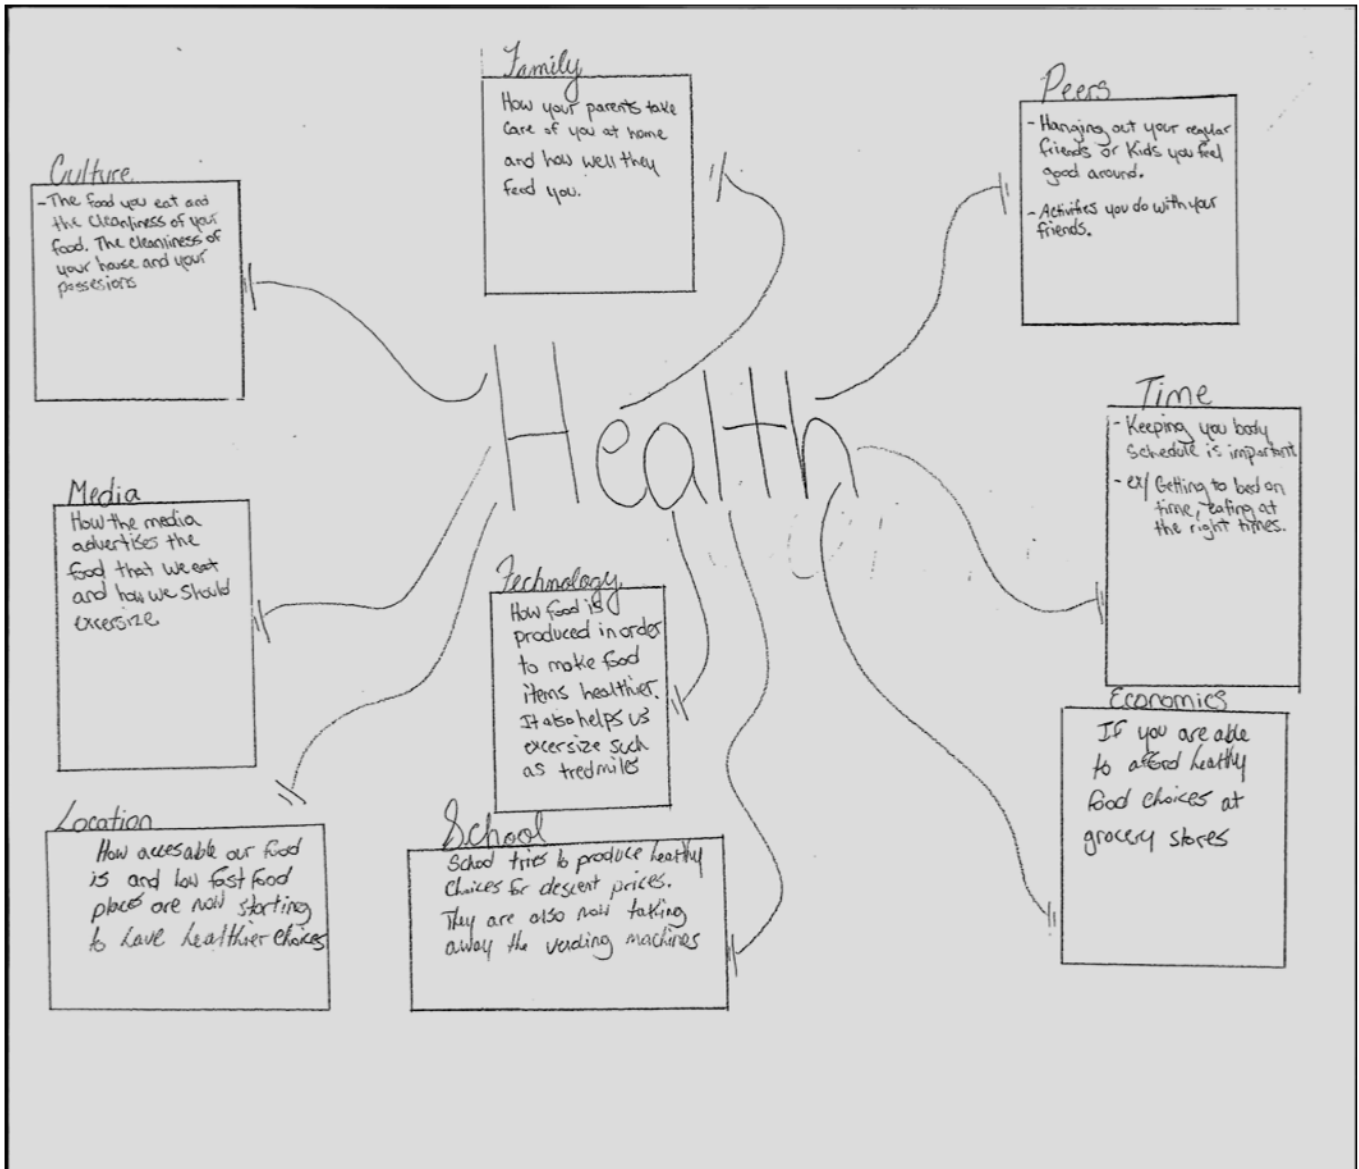 Family
How your parents take
care of you at home
and how well they
feed you.
Peers
- Hanging out your regular
friends or kids you feel
good around.
- Activities you do with your
friends.
Culture
- The food you eat and
the cleanliness of your
food. The cleanliness of
your house and your
possesions
Health
Time
- Keeping you body
schedule is important
- ex/ Getting to bed on
time, eating at
the right times.
Media
How the media
advertises the
food that we eat
and how we should
excersize
Technology
How food is
produced in order
to make food
items healthier.
It also helps us
excersize such
as tredmiles
Economics
If you are able
to afford healthy
food choices at
grocery stores
Location
How accesable our food
is and how fast food
places are now starting
to have healthier choices
School
School tries to produce healthy
choices for descent prices.
They are also now taking
away the vending machines